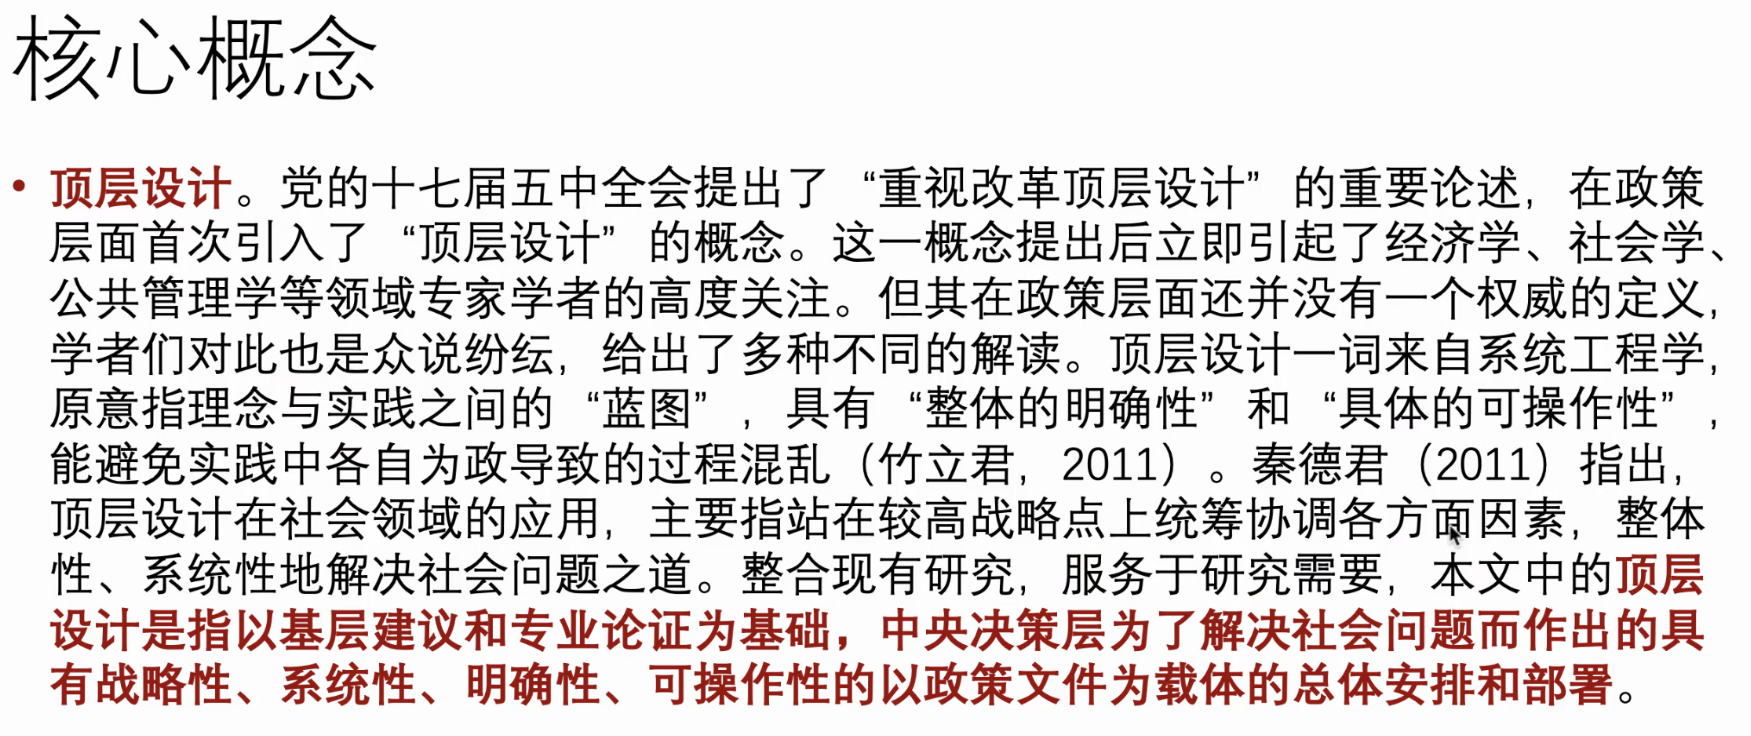 核心概念
• 顶层设计。党的十七届五中全会提出了“重视改革顶层设计”的重要论述，在政策
层面首次引入了“顶层设计”的概念。这一概念提出后立即引起了经济学、社会学、
公共管理学等领域专家学者的高度关注。但其在政策层面还并没有一个权威的定义，
学者们对此也是众说纷纭，给出了多种不同的解读。顶层设计一词来自系统工程学，
原意指理念与实践之间的“蓝图”，具有“整体的明确性”和“具体的可操作性”，
能避免实践中各自为政导致的过程混乱（竹立君，2011）。秦德君（2011）指出，
顶层设计在社会领域的应用，主要指站在较高战略点上统筹协调各方面因素，整体
性、系统性地解决社会问题之道。整合现有研究，服务于研究需要，本文中的顶层
设计是指以基层建议和专业论证为基础，中央决策层为了解决社会问题而作出的具
有战略性、系统性、明确性、可操作性的以政策文件为载体的总体安排和部署。